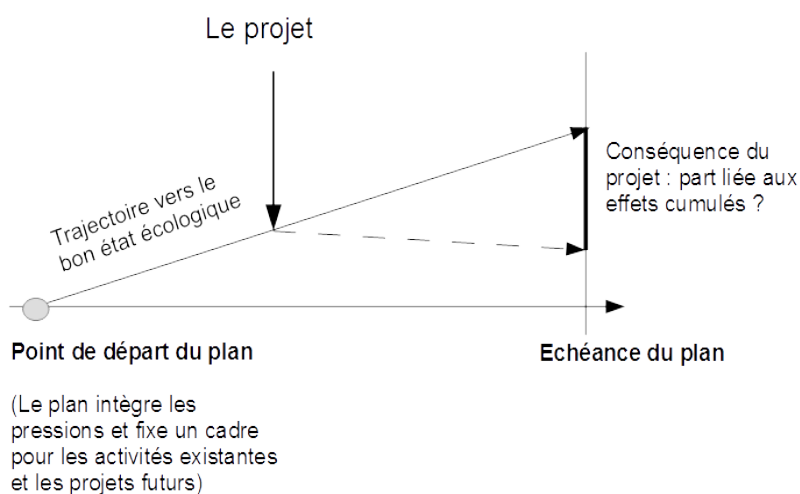 Le projet
Trajectoire vers le
bon état écologique
Conséquence du
projet : part liée aux
effets cumulés ?
Point de départ du plan
Echéance du plan
(Le plan intègre les
pressions et fixe un cadre
pour les activités existantes
et les projets futurs)